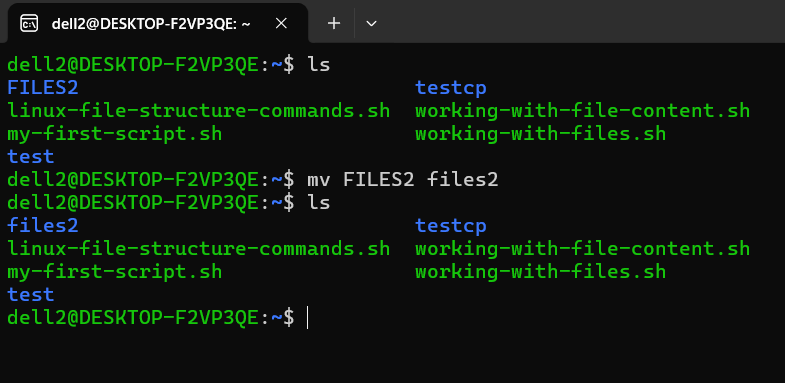 dell2@DESKTOP-F2VP3QE: ~
dell2@DESKTOP-F2VP3QE:~$ ls
FILES2 testcp
linux-file-structure-commands.sh working-with-file-content.sh
my-first-script.sh working-with-files.sh
test
dell2@DESKTOP-F2VP3QE:~$ mv FILES2 files2
dell2@DESKTOP-F2VP3QE:~$ ls
files2 testcp
linux-file-structure-commands.sh working-with-file-content.sh
my-first-script.sh working-with-files.sh
test
dell2@DESKTOP-F2VP3QE:~$